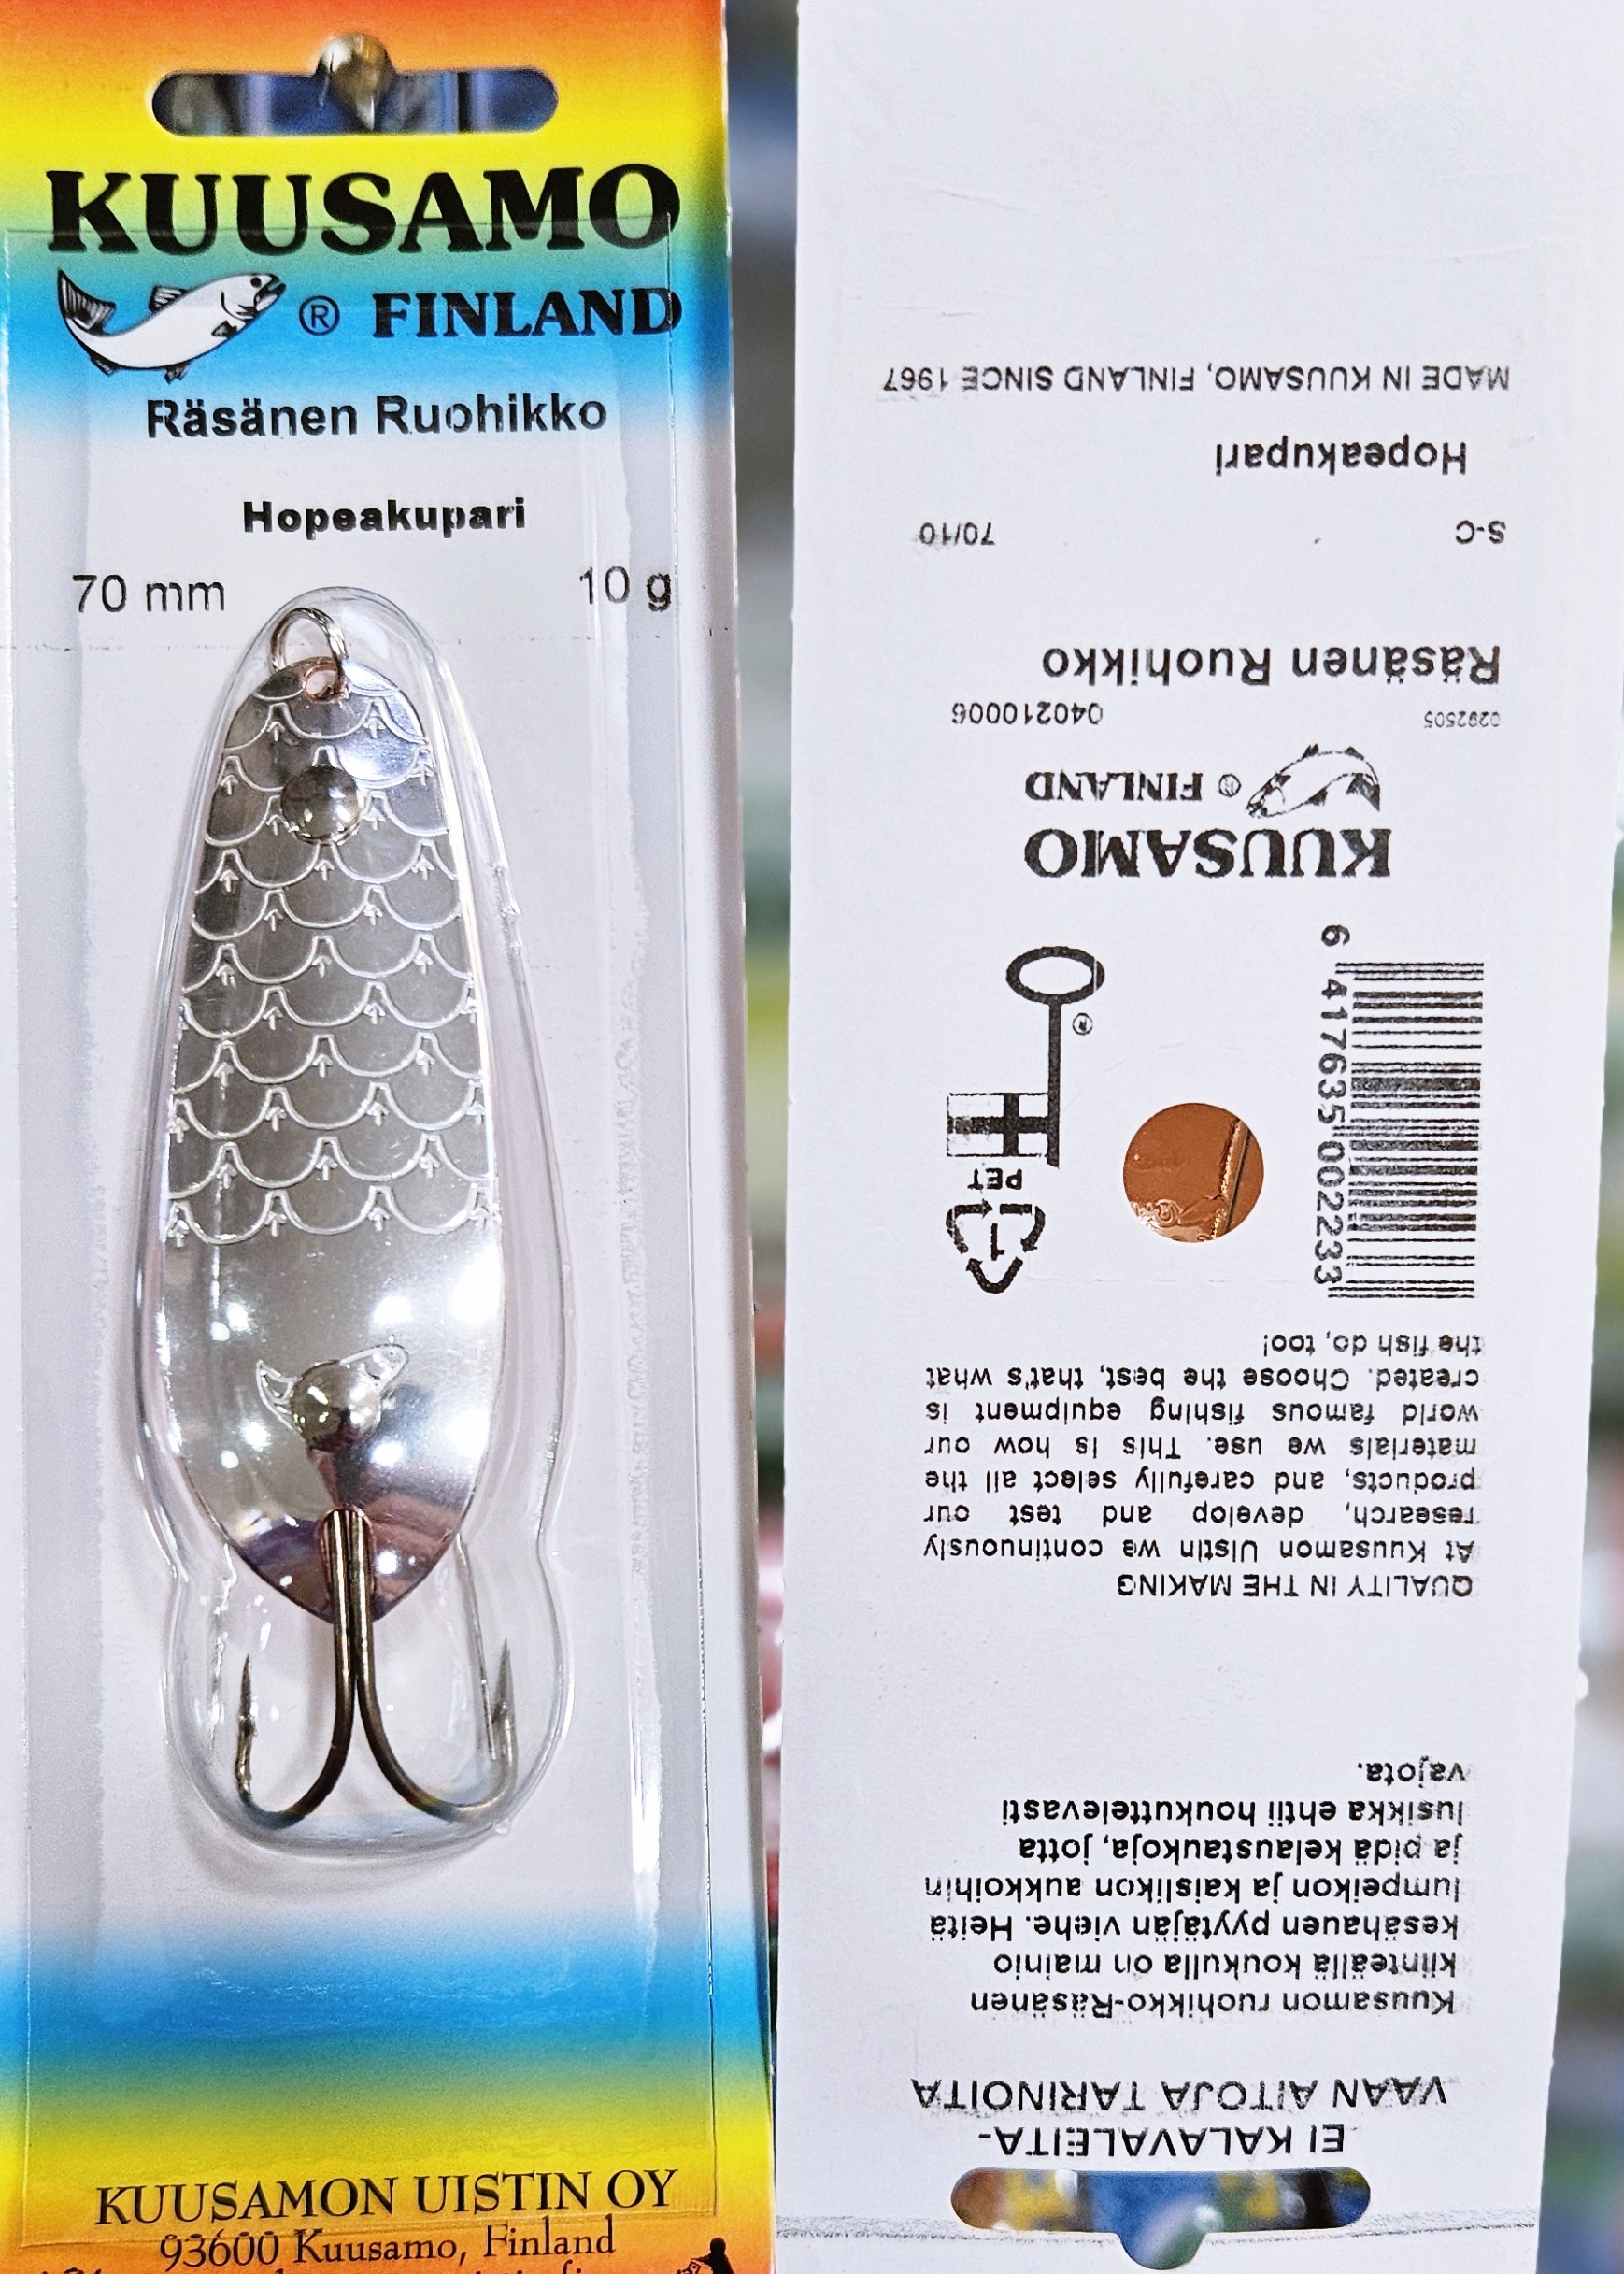 KUUSAMO
® FINLAND
Räsänen Ruohikko
Hopeakupari
70 mm 10 g
KUUSAMON UISTIN OY
93600 Kuusamo, Finland
EI KALAVALEITA-
VAAN AITOJA TARINOITA
Kuusamon ruohikko-Räsänen
kiinteällä koukulla on mainio
kesähauen pyytäjän viehe. Heitä
lumpeikon ja kaislikon aukkoihin
ja pidä kelaustaukoja, jotta
lusikka ehtii houkuttelevasti
vajota.
QUALITY IN THE MAKING
At Kuusamon Uistin we continuously
research, develop and test our
products, and carefully select all the
materials we use. This is how our
world famous fishing equipment is
created. Choose the best, that's what
the fish do, too!
6 417635 002233
1
PET
®
KUUSAMO
® FINLAND
0292505 040210006
Räsänen Ruohikko
S-C 70/10
Hopeakupari
MADE IN KUUSAMO, FINLAND SINCE 1967